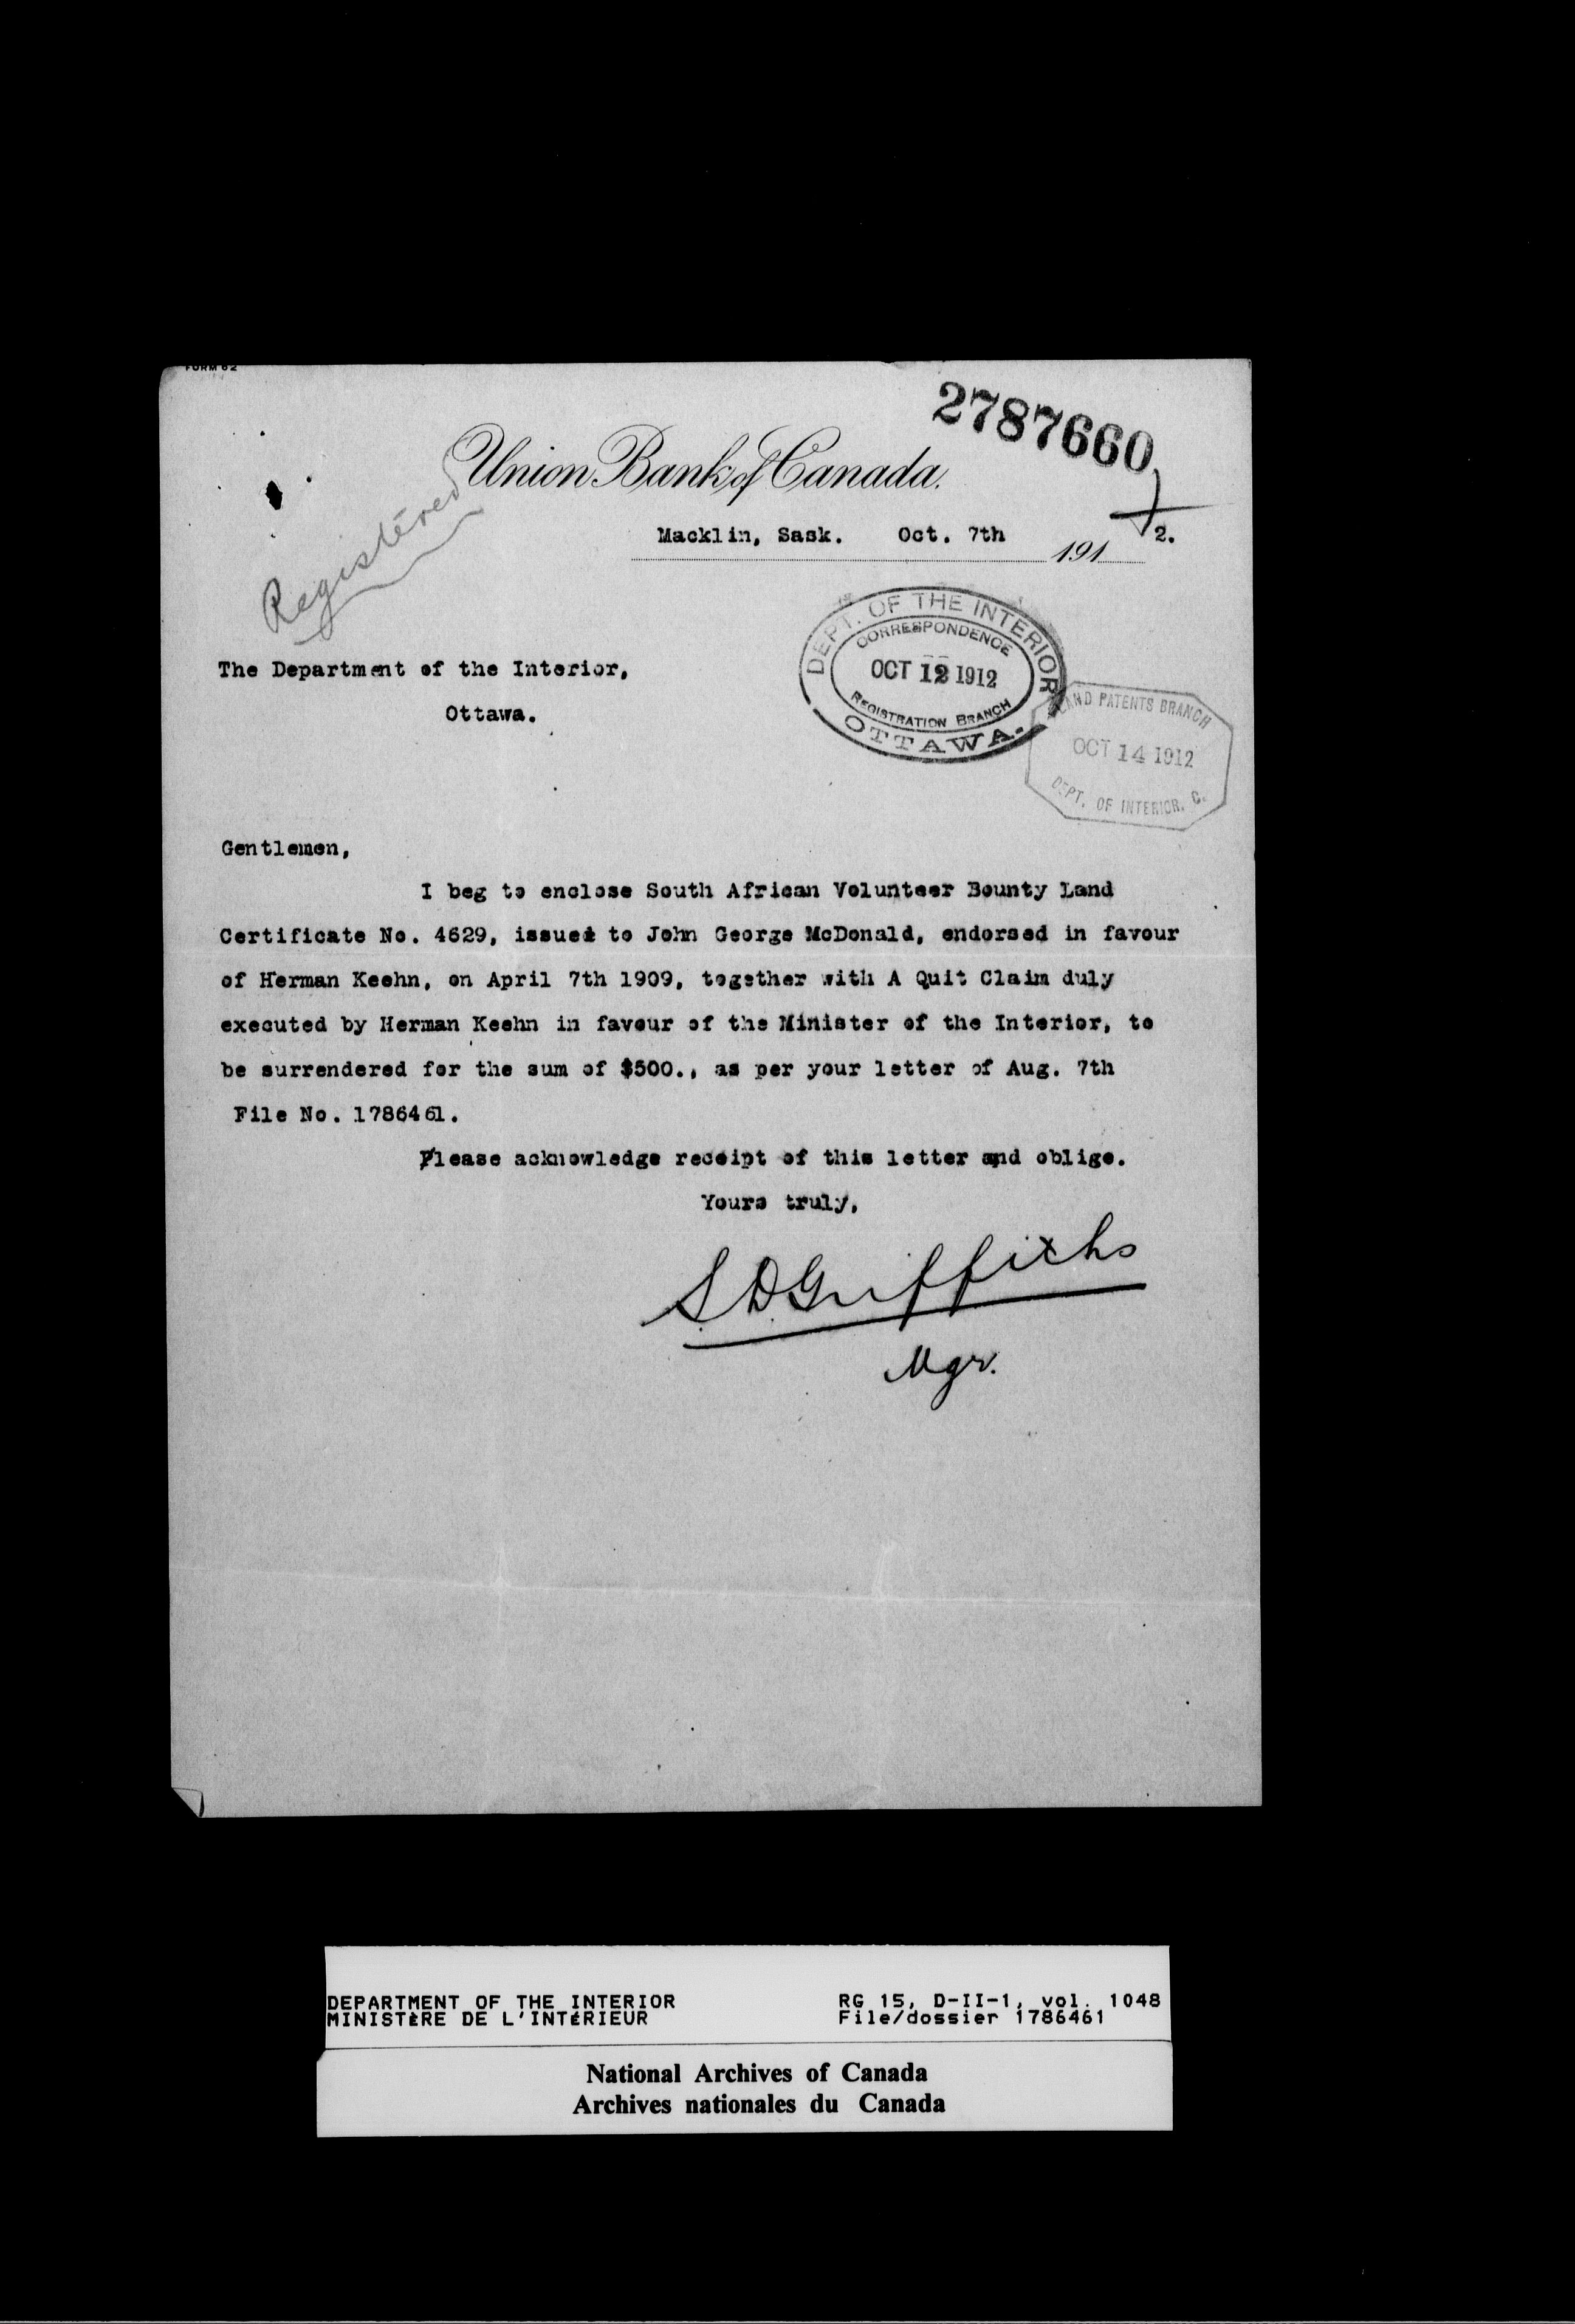 FORM 62
2787660
Union Bank of Canada.
Registered
Macklin, Sask. Oct. 7th 191 2.
DEPT. OF THE INTERIOR
CORRESPONDENCE
OCT 12 1912
REGISTRATION BRANCH
OTTAWA.
The Department of the Interior,
Ottawa.
LAND PATENTS BRANCH
OCT 14 1912
DEPT. OF INTERIOR. C.
Gentlemen,
I beg to enclose South African Volunteer Bounty Land
Certificate No. 4629, issued to John George McDonald, endorsed in favour
of Herman Keehn, on April 7th 1909, together with A Quit Claim duly
executed by Herman Keehn in favour of the Minister of the Interior, to
be surrendered for the sum of $500., as per your letter of Aug. 7th
File No. 1786461.
Please acknowledge receipt of this letter and oblige.
Yours truly,
S D Griffiths
Mgr.
DEPARTMENT OF THE INTERIOR RG 15, D-II-1, vol. 1048
MINISTÈRE DE L'INTÉRIEUR File/dossier 1786461
National Archives of Canada
Archives nationales du Canada